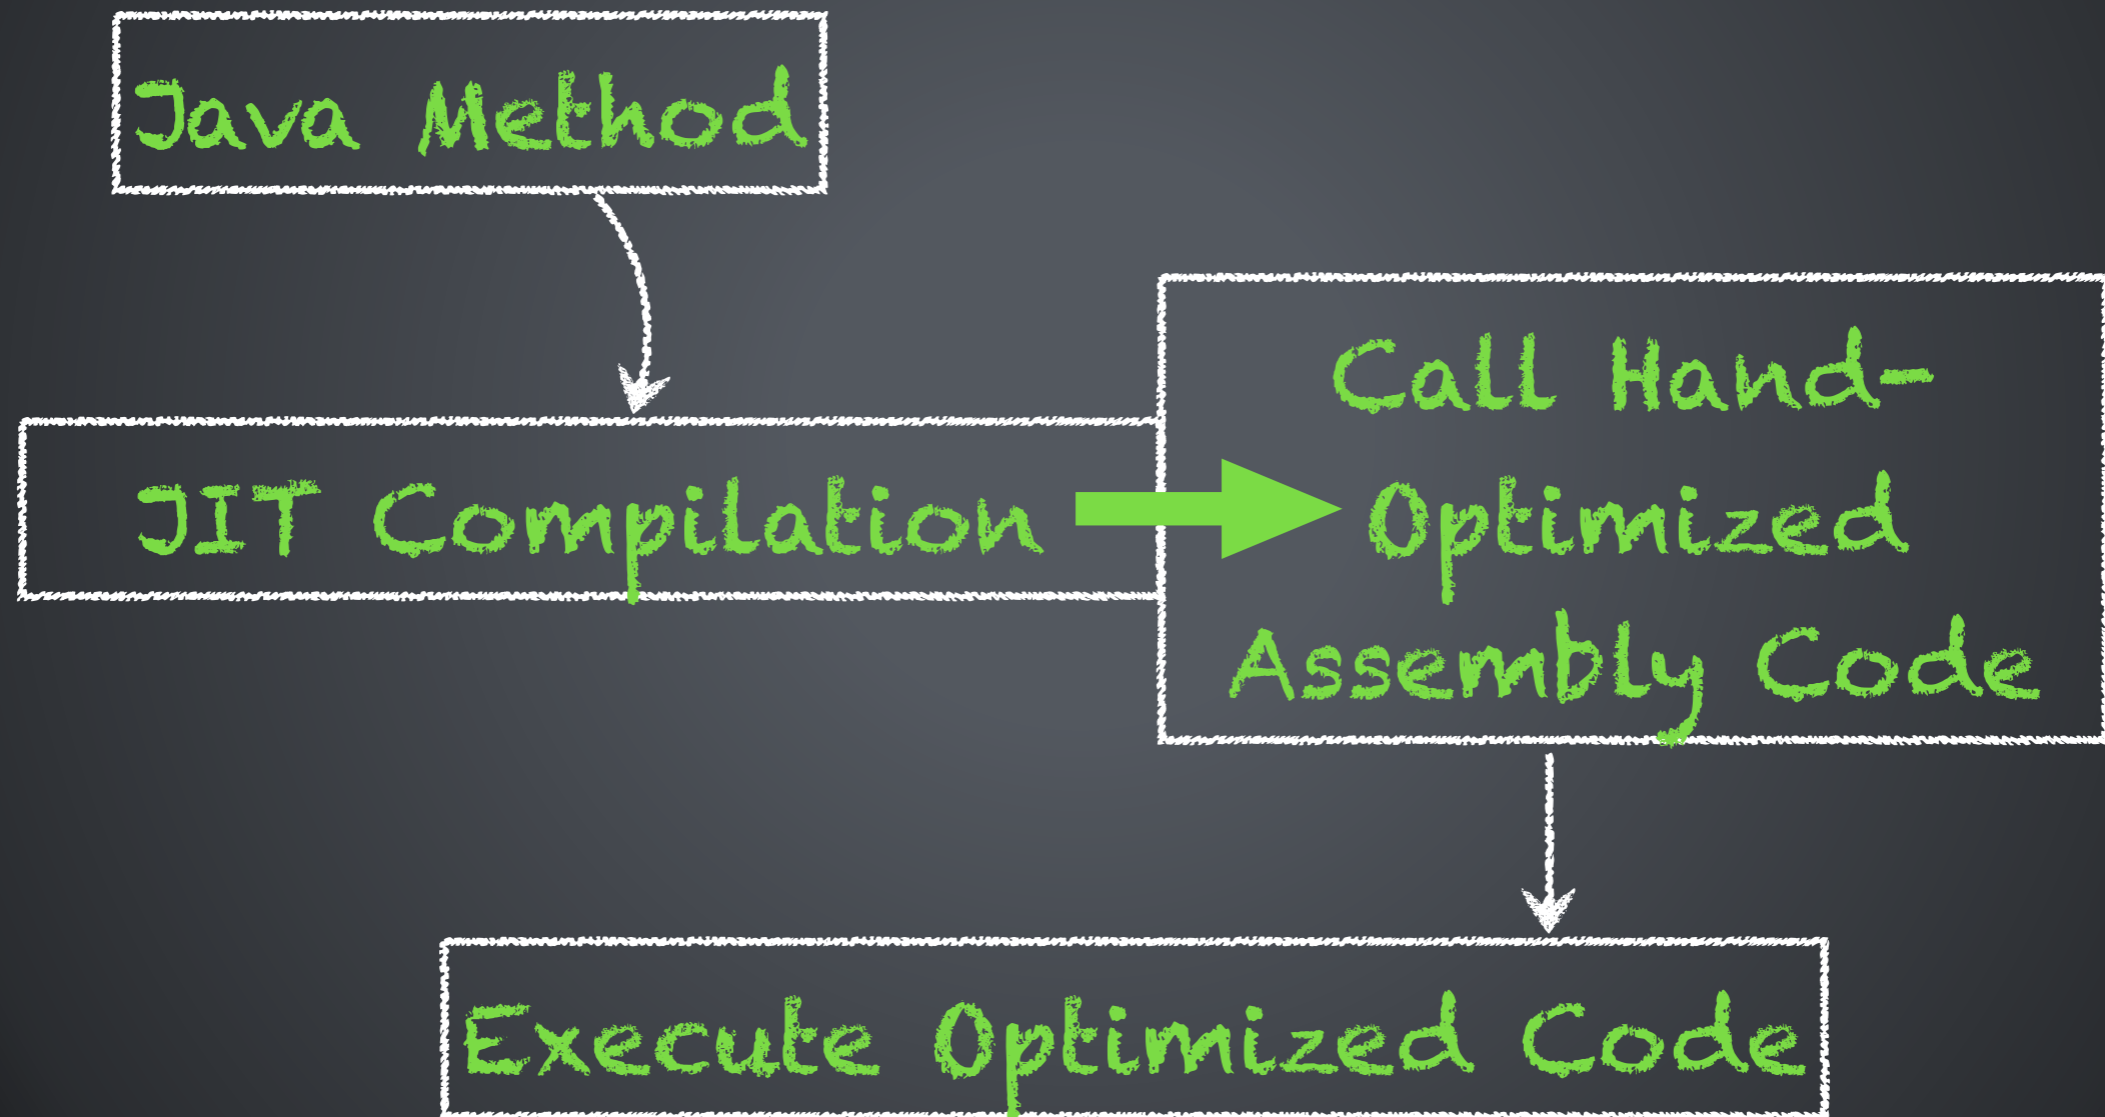 Java Method
JIT Compilation
Call Hand-
Optimized
Assembly Code
Execute Optimized Code